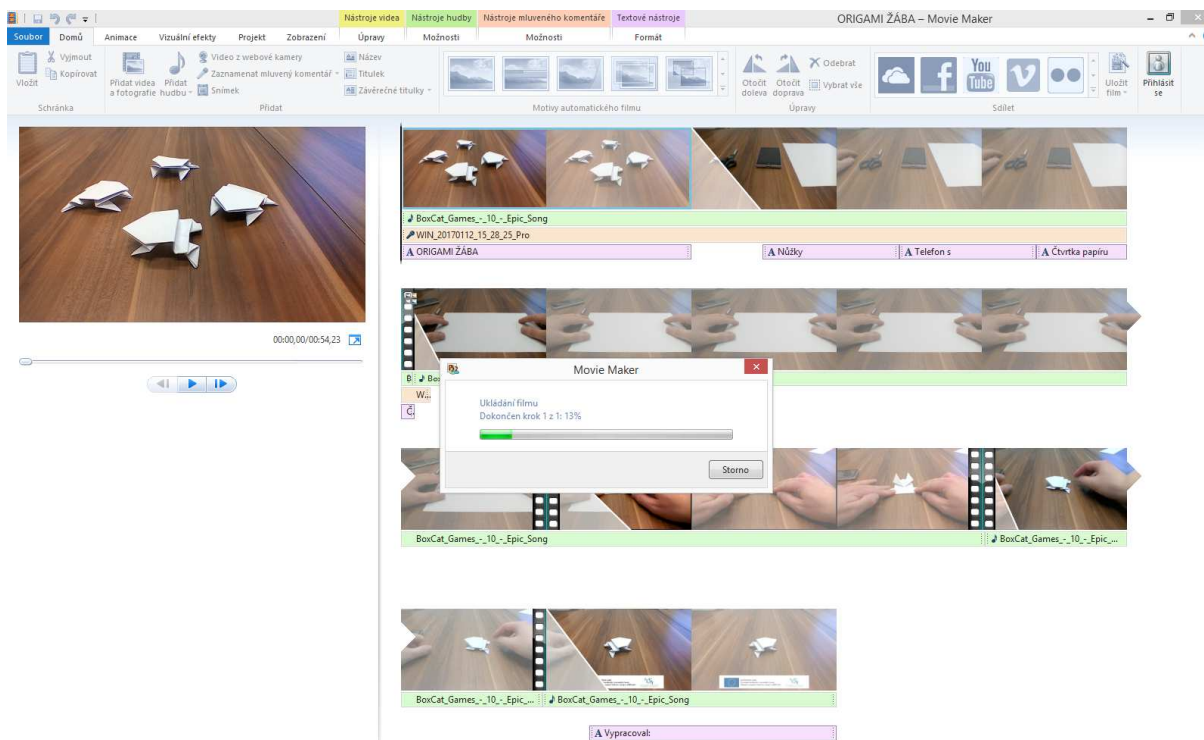 Nástroje videa Nástroje hudby Nástroje mluveného komentáře Textové nástroje ORIGAMI ŽÁBA – Movie Maker
Soubor Domů Animace Vizuální efekty Projekt Zobrazení Úpravy Možnosti Možnosti Formát
Vložit
Vyjmout
Kopírovat
Schránka
Přidat videa
a fotografie
Přidat
hudbu
Video z webové kamery
Zaznamenat mluvený komentář
Snímek
Název
Titulek
Závěrečné titulky
Přidat
Motivy automatického filmu
Otočit
doleva
Otočit
doprava
Odebrat
Vybrat vše
Úpravy
You
Tube
Sdílet
Uložit
film
Přihlásit
se
00:00,00/00:54,23
BoxCat_Games_-_10_-_Epic_Song
WIN_20170112_15_28_25_Pro
A ORIGAMI ŽÁBA
A Nůžky
A Telefon s
A Čtvrtka papíru
W...
Movie Maker
Ukládání filmu
Dokončen krok 1 z 1: 13%
Storno
BoxCat_Games_-_10_-_Epic_Song
BoxCat_Games_-_10_-_Epic_...
BoxCat_Games_-_10_-_Epic_...
BoxCat_Games_-_10_-_Epic_Song
A Vypracoval: